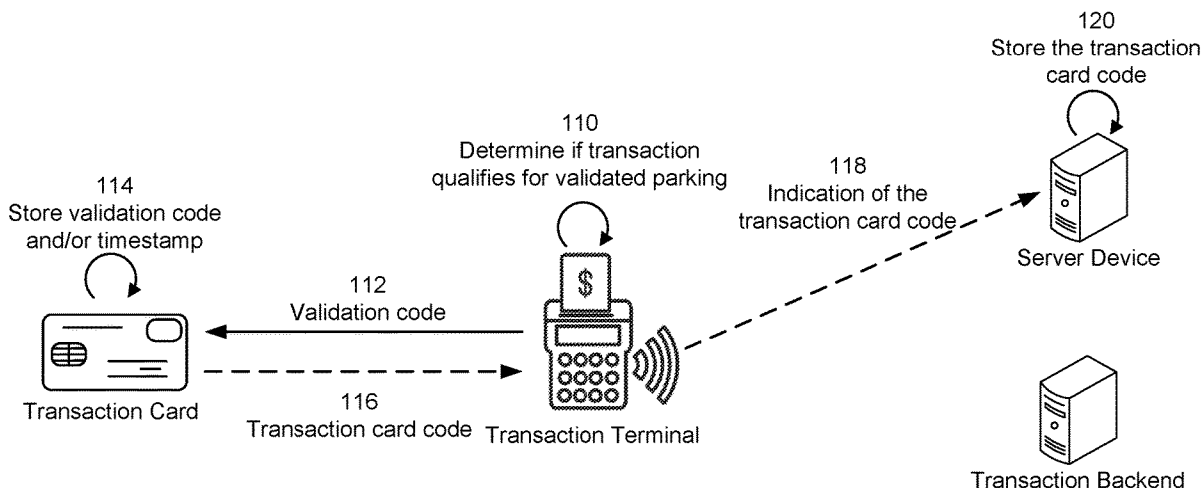 120
Store the transaction
card code
110
Determine if transaction
qualifies for validated parking
118
Indication of the
transaction card code
114
Store validation code
and/or timestamp
Server Device
112
Validation code
$
116
Transaction card code
Transaction Card
Transaction Terminal
Transaction Backend